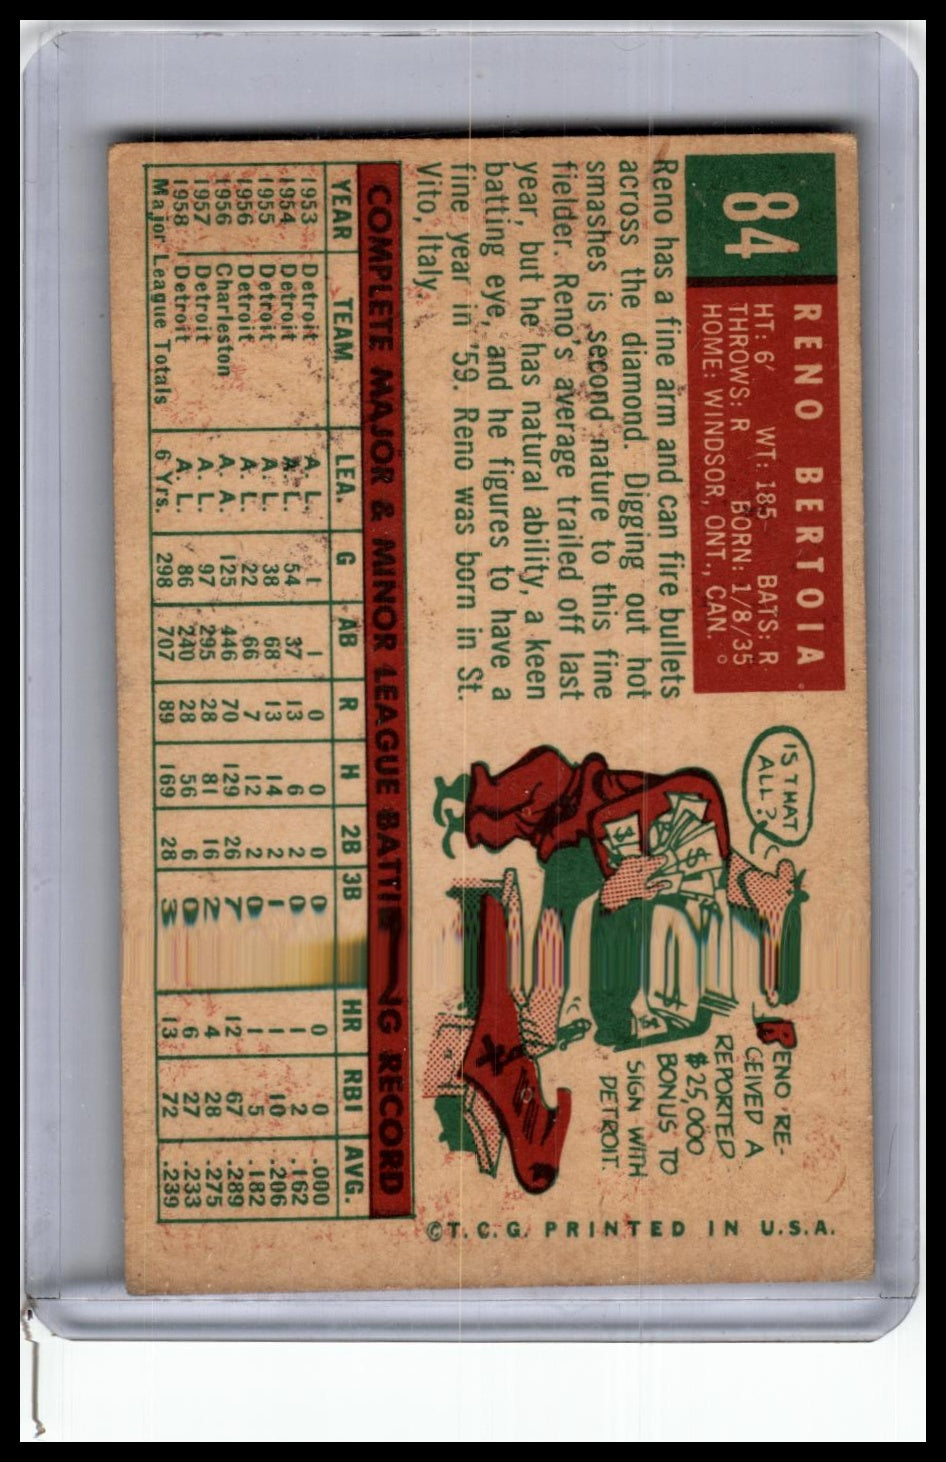 84
RENO BERTOIA
HT: 6' WT: 185 BATS: R
THROWS: R BORN: 1/8/35
HOME: WINDSOR, ONT., CAN.
Reno has a fine arm and can fire bullets
across the diamond. Digging out hot
smashes is second nature to this fine
fielder. Reno's average trailed off last
year, but he has natural ability, a keen
batting eye, and he figures to have a
fine year in '59. Reno was born in St.
Vito, Italy.
IS THAT
ALL?
RENO RE-
CEIVED A
REPORTED
$25,000
BONUS TO
SIGN WITH
DETROIT.
$
$
COMPLETE MAJOR & MINOR LEAGUE BATTING RECORD
YEAR TEAM LEA. G AB R H 2B 3B HR RBI AVG.
1953 Detroit A. L. 1 1 0 0 0 0 0 0 .000
1954 Detroit A. L. 54 37 13 6 2 0 1 2 .162
1955 Detroit A. L. 38 68 13 14 2 1 1 10 .206
1956 Detroit A. L. 22 66 7 12 2 0 1 5 .182
1956 Charleston A. A. 125 446 70 129 26 7 12 67 .289
1957 Detroit A. L. 97 295 28 81 16 2 4 28 .275
1958 Detroit A. L. 86 240 28 56 6 0 6 27 .233
Major League Totals 6 Yrs. 298 707 89 169 28 3 13 72 .239
©T.C.G. PRINTED IN U.S.A.